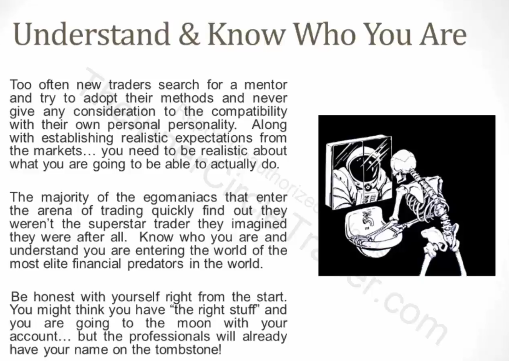 Understand & Know Who You Are
Too often new traders search for a mentor
and try to adopt their methods and never
give any consideration to the compatibility
with their own personal personality. Along
with establishing realistic expectations from
the markets… you need to be realistic about
what you are going to be able to actually do.
The majority of the egomaniacs that enter
the arena of trading quickly find out they
weren't the superstar trader they imagined
they were after all. Know who you are and
understand you are entering the world of the
most elite financial predators in the world.
Be honest with yourself right from the start.
You might think you have “the right stuff” and
you are going to the moon with your
account… but the professionals will already
have your name on the tombstone!